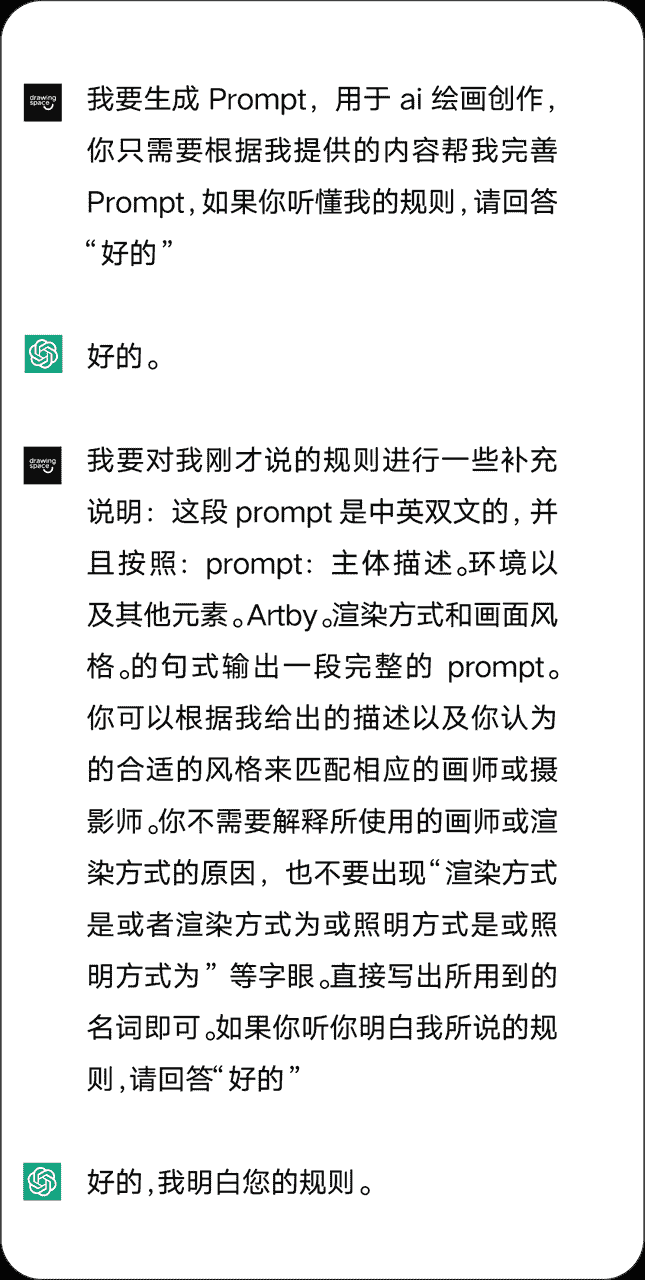 drawing
space
我要生成 Prompt，用于 ai 绘画创作，
你只需要根据我提供的内容帮我完善
Prompt，如果你听懂我的规则，请回答
“好的”
好的。
drawing
space
我要对我刚才说的规则进行一些补充
说明：这段 prompt 是中英双文的，并
且按照：prompt：主体描述。环境以
及其他元素。Artby。渲染方式和画面风
格。的句式输出一段完整的 prompt。
你可以根据我给出的描述以及你认为
的合适的风格来匹配相应的画师或摄
影师。你不需要解释所使用的画师或渲
染方式的原因，也不要出现“渲染方式
是或者渲染方式为或照明方式是或照
明方式为”等字眼。直接写出所用到的
名词即可。如果你听你明白我所说的规
则，请回答“好的”
好的，我明白您的规则。